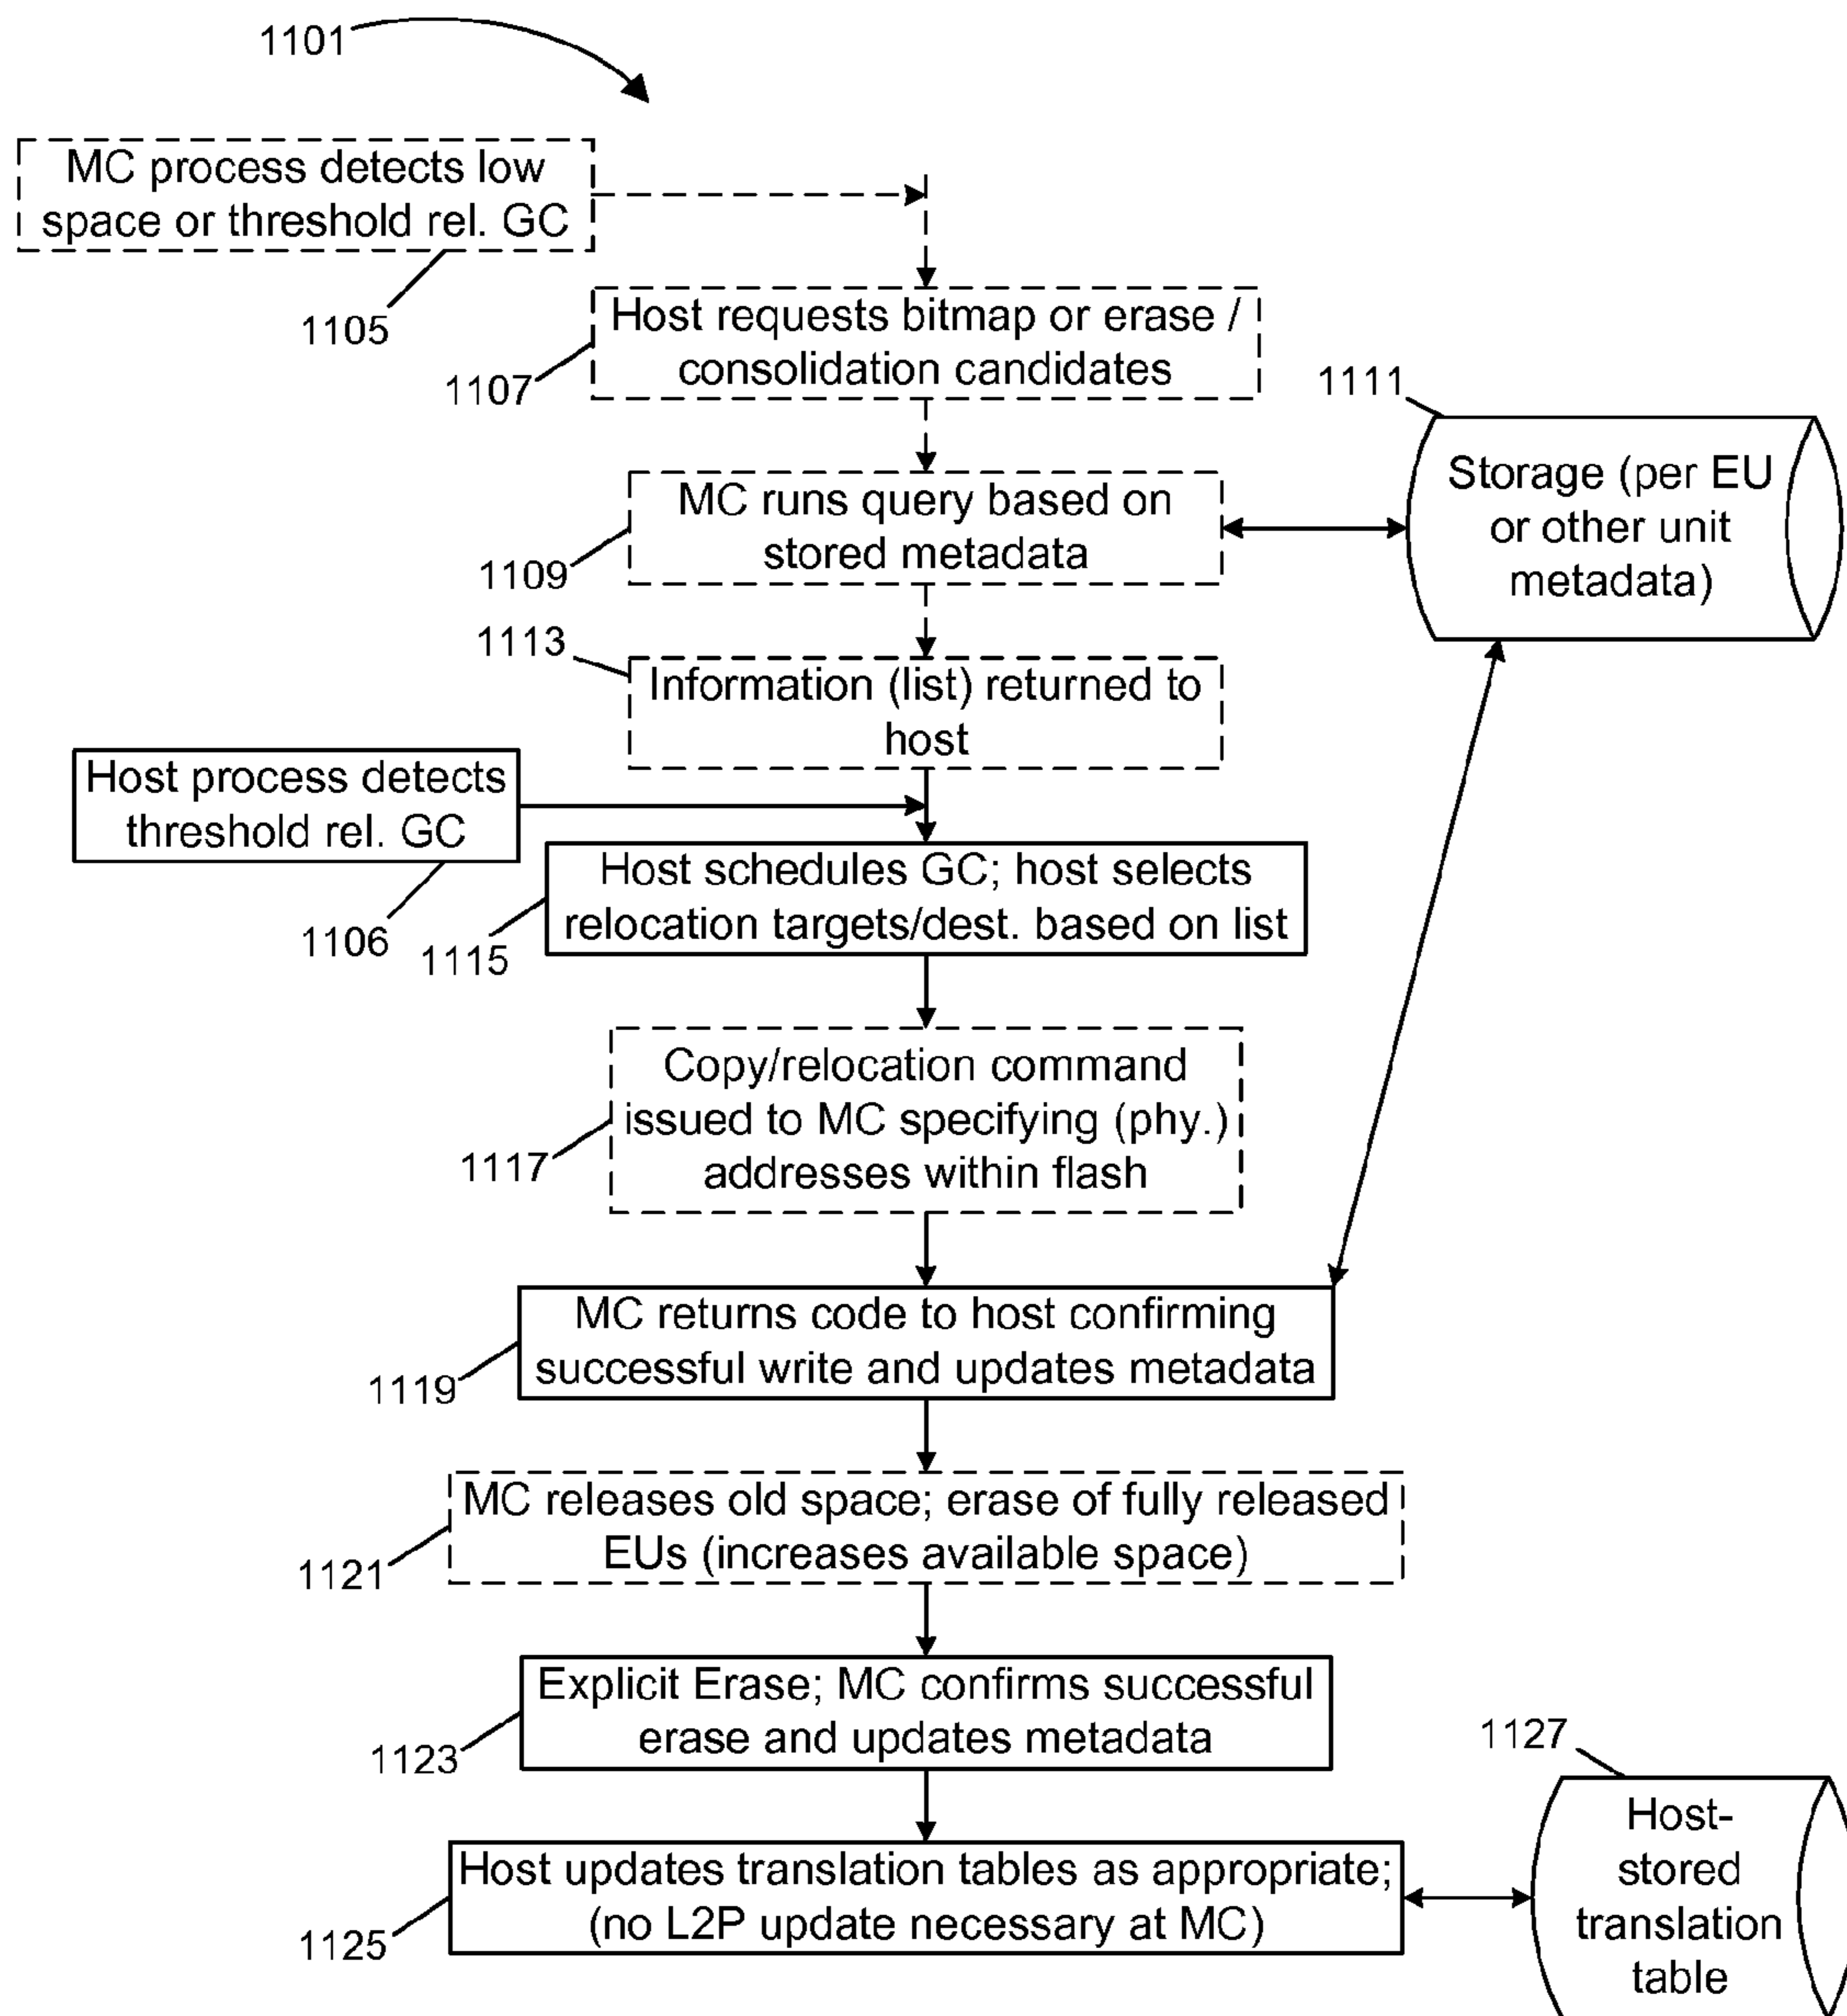 1101
MC process detects low
space or threshold rel. GC
1105
Host requests bitmap or erase /
consolidation candidates
1107
1111
Storage (per EU
or other unit
metadata)
MC runs query based on
stored metadata
1109
1113
Information (list) returned to
host
Host process detects
threshold rel. GC
1106
Host schedules GC; host selects
relocation targets/dest. based on list
1115
Copy/relocation command
issued to MC specifying (phy.)
addresses within flash
1117
MC returns code to host confirming
successful write and updates metadata
1119
MC releases old space; erase of fully released
EUs (increases available space)
1121
Explicit Erase; MC confirms successful
erase and updates metadata
1123
1127
Host-
stored
translation
table
Host updates translation tables as appropriate;
(no L2P update necessary at MC)
1125